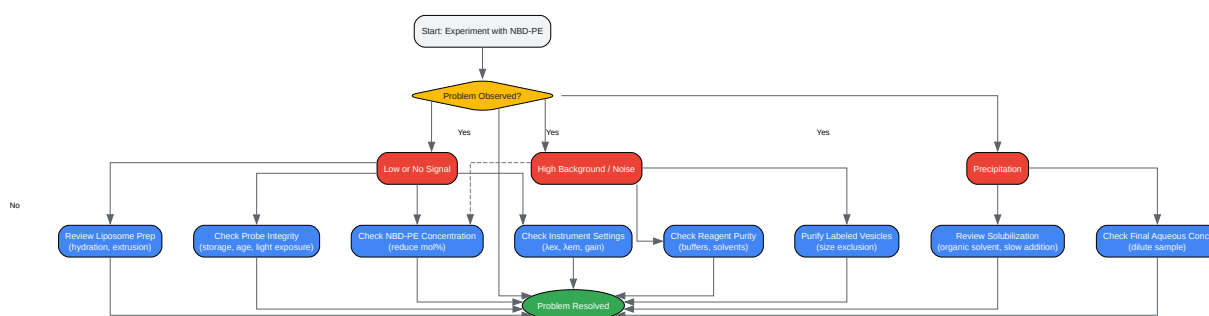 Start: Experiment with NBD-PE
Problem Observed?
Yes
Yes
Yes
Low or No Signal
High Background / Noise
Precipitation
No
Review Liposome Prep
(hydration, extrusion)
Check Probe Integrity
(storage, age, light exposure)
Check NBD-PE Concentration
(reduce mol%)
Check Instrument Settings
(λex, λem, gain)
Check Reagent Purity
(buffers, solvents)
Purify Labeled Vesicles
(size exclusion)
Review Solubilization
(organic solvent, slow addition)
Check Final Aqueous Conc
(dilute sample)
Problem Resolved